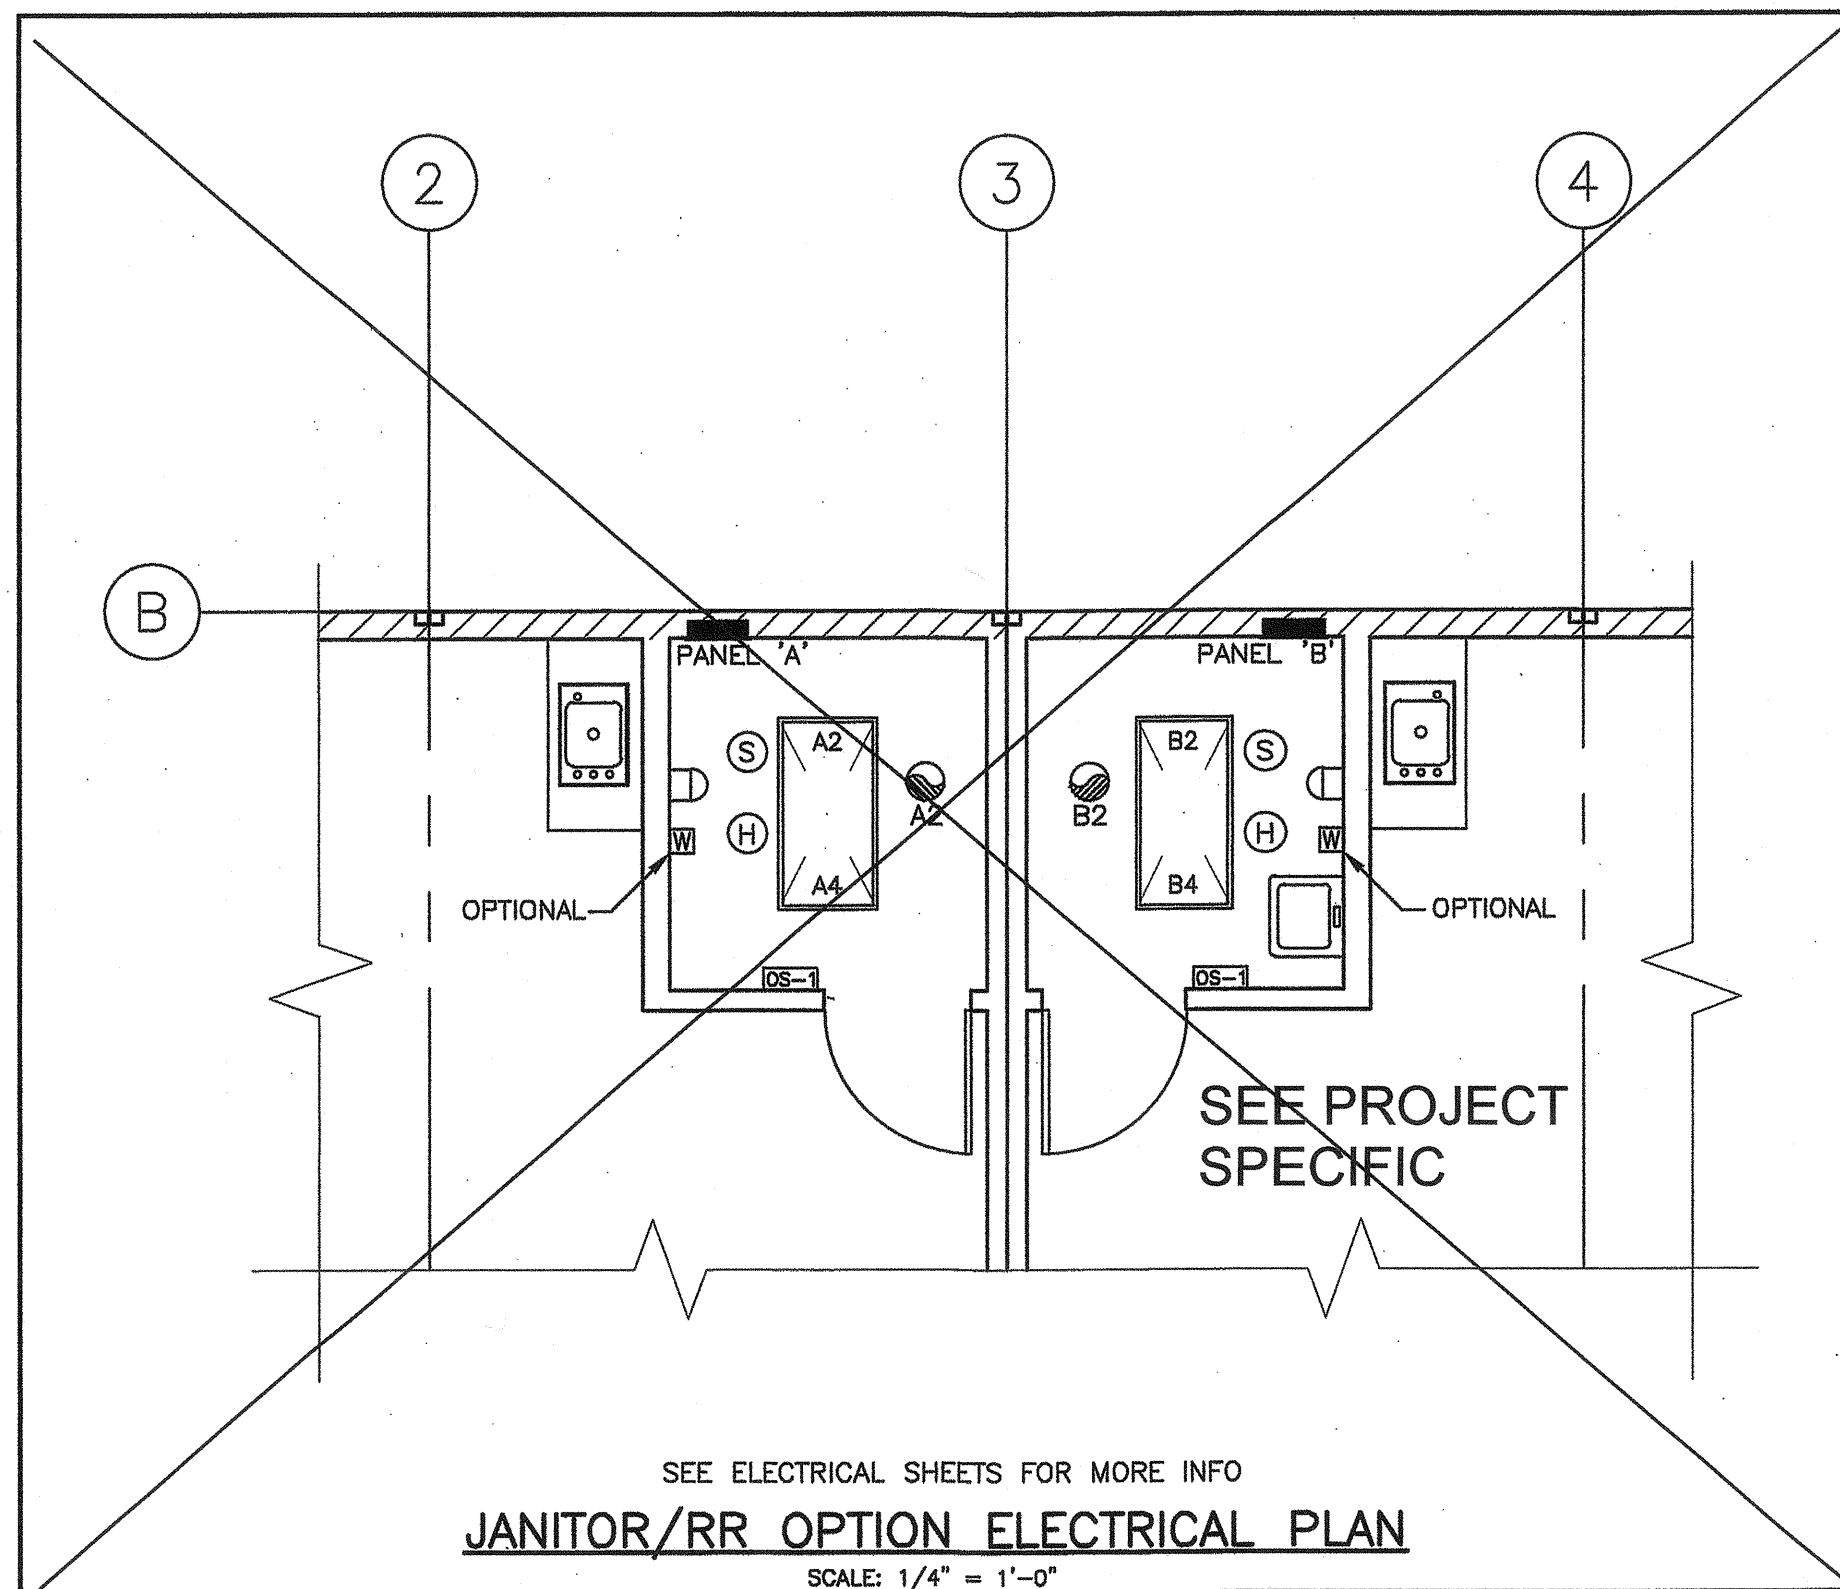 2 3 4
B
PANEL 'A' PANEL 'B'
A2 B2
S S
A2 B2
H H
W W
A4 B4
OPTIONAL OPTIONAL
OS-1 OS-1
SEE PROJECT
SPECIFIC
SEE ELECTRICAL SHEETS FOR MORE INFO
JANITOR/RR OPTION ELECTRICAL PLAN
SCALE: 1/4" = 1'-0"